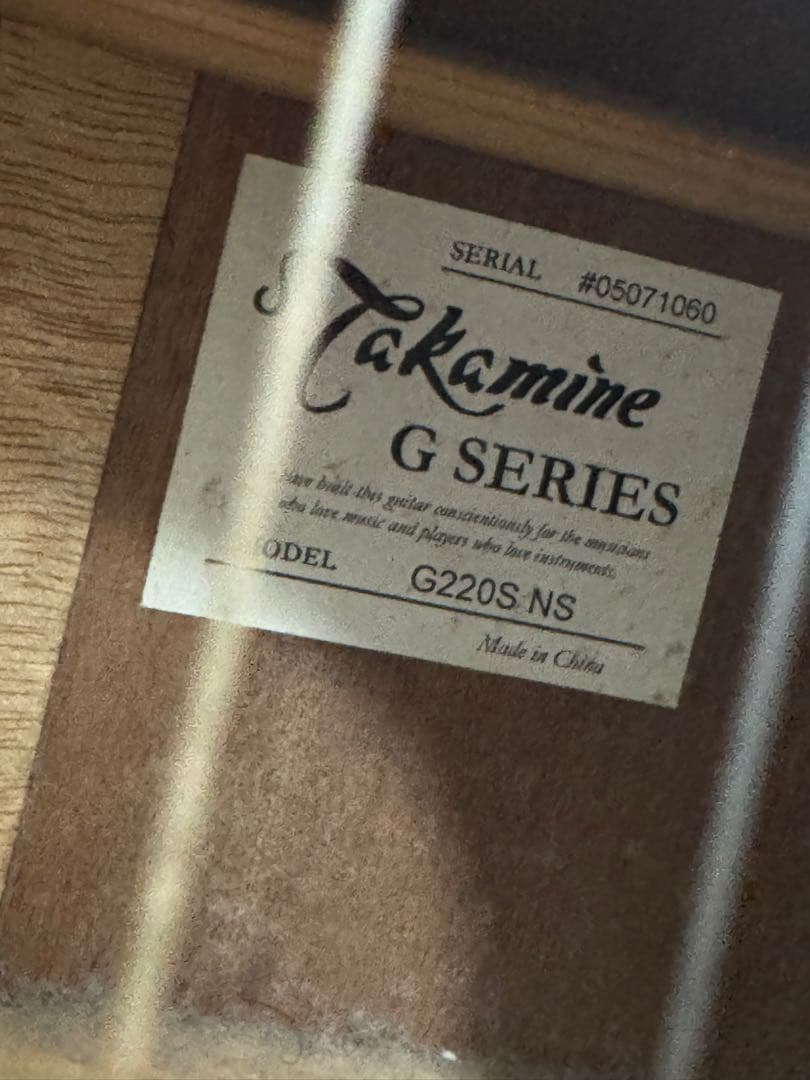 SERIAL #05071060
Takamine
G SERIES
have built this guitar conscientiously for the musicians
who love music and players who love instruments.
MODEL G220S NS
Made in China